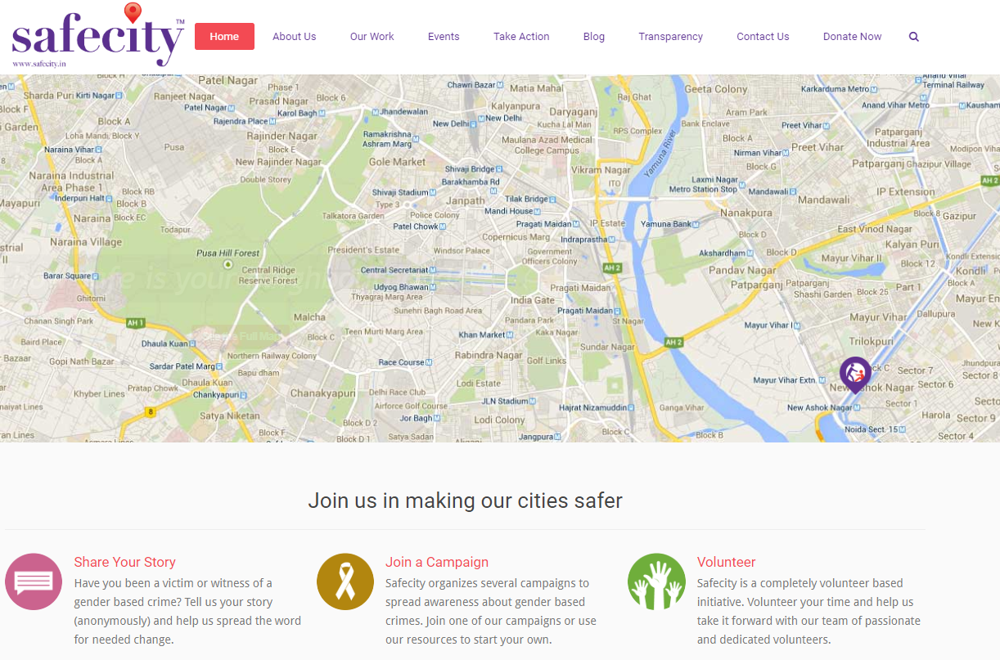 safecity™
www.safecity.in
Home
About Us
Our Work
Events
Take Action
Blog
Transparency
Contact Us
Donate Now
Patel Nagar
Phase 1
Block 6
Chawri Bazar
Matia Mahal
Geeta Colony
Karkarduma Metro
Terminal Railway
Sharda Puri
Kirti Nagar
Ranjeet Nagar
Prasad Nagar
Raj Ghat
Anand Vihar Metro
Kausham
Block F
Patel Nagar
Karol Bagh
Jhandewalan
Kalyanpura
Daryaganj
Aram Park
Garden
Block A
Rajendra Place
New Delhi
New Delhi
Kucha Lal Man
Bank Enclave
Preet Vihar
Loha Mandi
Block Y
Rajinder Nagar
Ramakrishna
Ashram Marg
Maulana Azad Medical
College Campus
RPS Complex
Block A
Patparganj
Industrial Area
Naraina Vihar
Pusa
Block E
Nirman Vihar
Preet Vihar
Modipon Vihar
Block A
New Rajinder Nagar
Gole Market
Yamuna River
Block G
Patparganj
Ghazipur Village
Naraina Industrial
Area Phase 1
Double Storey
Shivaji Bridge
Vikram Nagar
Laxmi Nagar
Metro Station Stop
AH 2
Barakhamba Rd
ITO
Mandawali
IP Extension
Block RB
Shivaji Stadium
Inderpuri Halt
Block B
Type 3
Janpath
Tilak Bridge
Mandawali
Mayapuri
Police Colony
Mandi House
Nanakpura
Block 8
Gazipur
Naraina
Block EC
Talkatora Garden
Patel Chowk
Pragati Maidan
IP Estate
Yamuna Bank
East Vinod Nagar
Todapur
Copernicus Marg
Indraprastha
Block D
Kalyan Puri
Naraina Village
President's Estate
Windsor Place
Government
Officers Colony
Akshardham
Block D
Mayur Vihar II
Pusa Hill Forest
Block 12
Central Ridge
Reserve Forest
Central Secretariat
AH 2
Pandav Nagar
Kondli
Barar Square
Udyog Bhawan
Pragati Maidan
Patparganj
Block 25
Part 1
Block A
Ghitorni
Thyagraj Marg Area
India Gate
Shashi Garden
Malcha
Sunehri Bagh Road Area
Pragati Maidan
Mayur Vihar
Dallupura
Chanan Singh Park
AH 1
Pandara Park
St Nagar
Mayur Vihar I
New K
Baird Place
Dhaula Kuan
Block C
Teen Murti Marg Area
Khan Market
Kaka Nagar
Sundar Nagar
AH 2
Trilokpuri
Bazaar
Gopi Nath Bazar
Northern Railway Colony
Race Course
Rabindra Nagar
Golf Links
Sardar Patel Marg
Bapu dham
Sector 7
Dhaula Kuan
Lodi Estate
Mayur Vihar Extn.
Sector 6
Khyber Lines
Pratap Chowk
Chankyapuri
Chanakyapuri
Delhi Race Club
JLN Stadium
Airforce Golf Course
Hajrat Nizamuddin
Ganga Vihar
New Ashok Nagar
Sector 1
8
Satya Niketan
Block D 2
Jor Bagh
Lodi Colony
Harola
Sector 9
Block F
Block D 1
Satya Sadan
Jangpura
Block C
Block B
Noida Sect. 15
Join us in making our cities safer
Share Your Story
Have you been a victim or witness of a
gender based crime? Tell us your story
(anonymously) and help us spread the word
for needed change.
Join a Campaign
Safecity organizes several campaigns to
spread awareness about gender based
crimes. Join one of our campaigns or use
our resources to start your own.
Volunteer
Safecity is a completely volunteer based
initiative. Volunteer your time and help us
take it forward with our team of passionate
and dedicated volunteers.